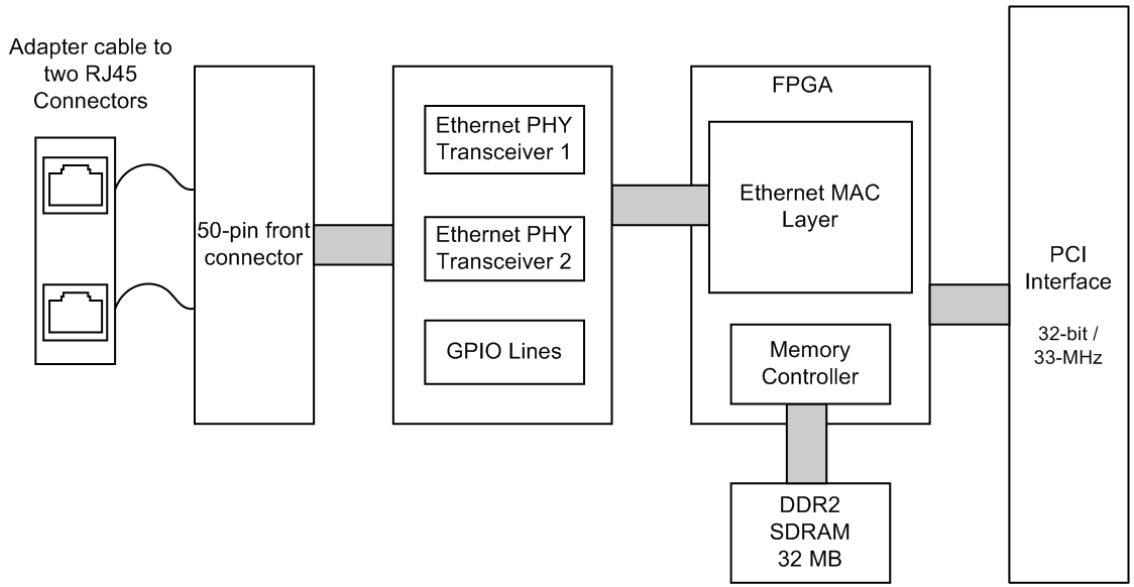 Adapter cable to
two RJ45
Connectors
50-pin front
connector
Ethernet PHY
Transceiver 1
Ethernet PHY
Transceiver 2
GPIO Lines
FPGA
Ethernet MAC
Layer
Memory
Controller
DDR2
SDRAM
32 MB
PCI
Interface
32-bit /
33-MHz